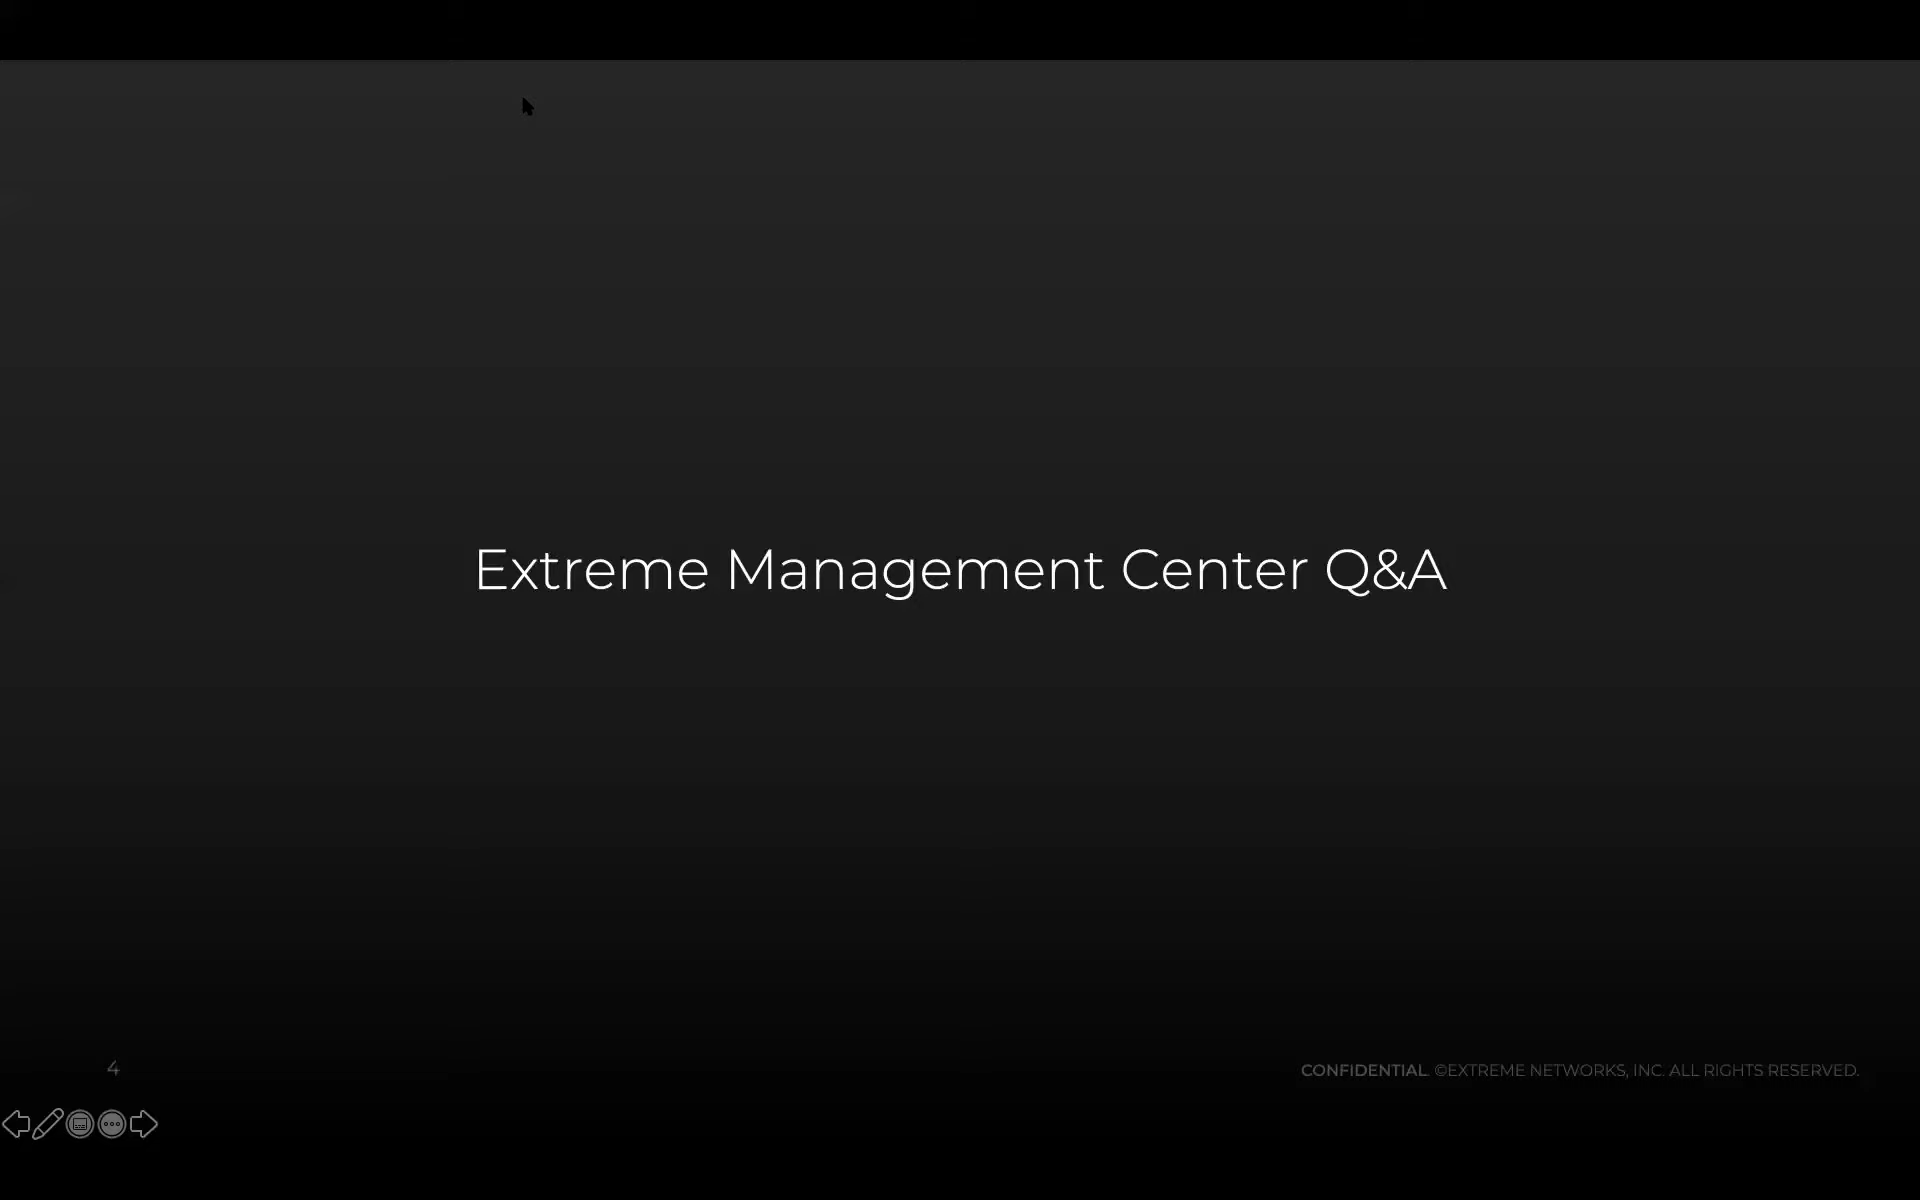 Extreme Management Center Q&A
4
CONFIDENTIAL. ©EXTREME NETWORKS, INC. ALL RIGHTS RESERVED.